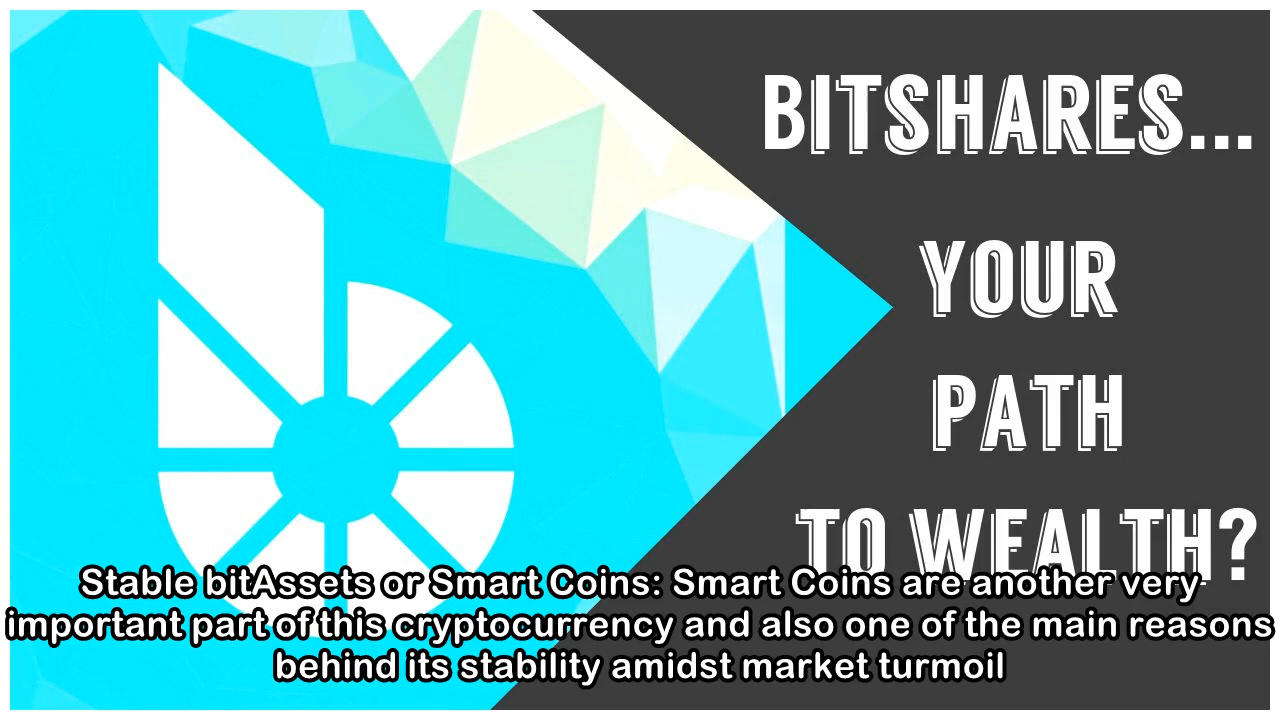 BITSHARES...
YOUR
PATH
TO WEALTH?
Stable bitAssets or Smart Coins: Smart Coins are another very
important part of this cryptocurrency and also one of the main reasons
behind its stability amidst market turmoil